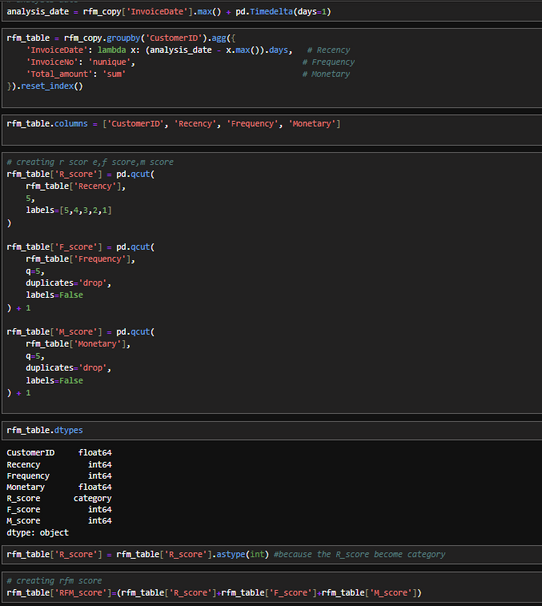 analysis_date = rfm_copy['InvoiceDate'].max() + pd.Timedelta(days=1)
rfm_table = rfm_copy.groupby('CustomerID').agg({
    'InvoiceDate': lambda x: (analysis_date - x.max()).days,   # Recency
    'InvoiceNo': 'nunique',                                    # Frequency
    'Total_amount': 'sum'                                      # Monetary
}).reset_index()
rfm_table.columns = ['CustomerID', 'Recency', 'Frequency', 'Monetary']
# creating r scor e,f score,m score
rfm_table['R_score'] = pd.qcut(
    rfm_table['Recency'],
    5,
    labels=[5,4,3,2,1]
)
rfm_table['F_score'] = pd.qcut(
    rfm_table['Frequency'],
    q=5,
    duplicates='drop',
    labels=False
) + 1
rfm_table['M_score'] = pd.qcut(
    rfm_table['Monetary'],
    q=5,
    duplicates='drop',
    labels=False
) + 1
rfm_table.dtypes
CustomerID     float64
Recency          int64
Frequency        int64
Monetary       float64
R_score       category
F_score          int64
M_score          int64
dtype: object
rfm_table['R_score'] = rfm_table['R_score'].astype(int) #because the R_score become category
# creating rfm score
rfm_table['RFM_score']=(rfm_table['R_score']+rfm_table['F_score']+rfm_table['M_score'])